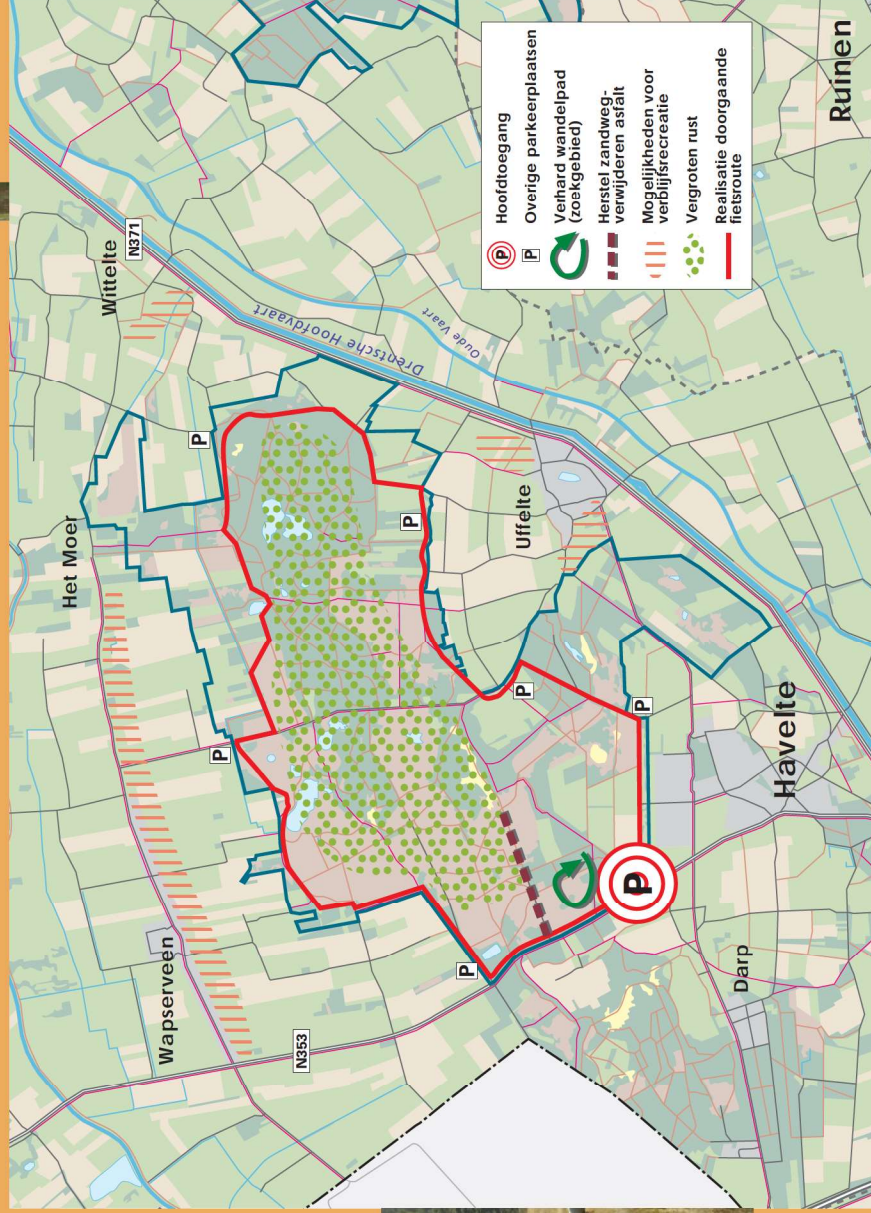 Het Moer
Wittelte
N371
Wapserveen
N353
Drentsche Hoofdvaart
Oude Vaart
P
P
P
P
P
P
P
Uffelte
Darp
Havelte
Ruinen
P Hoofdtoegang
P Overige parkeerplaatsen
Verhard wandelpad
(zoekgebied)
Herstel zandweg-
verwijderen asfalt
Mogelijkheden voor
verblijfsrecreatie
Vergroten rust
Realisatie doorgaande
fietsroute